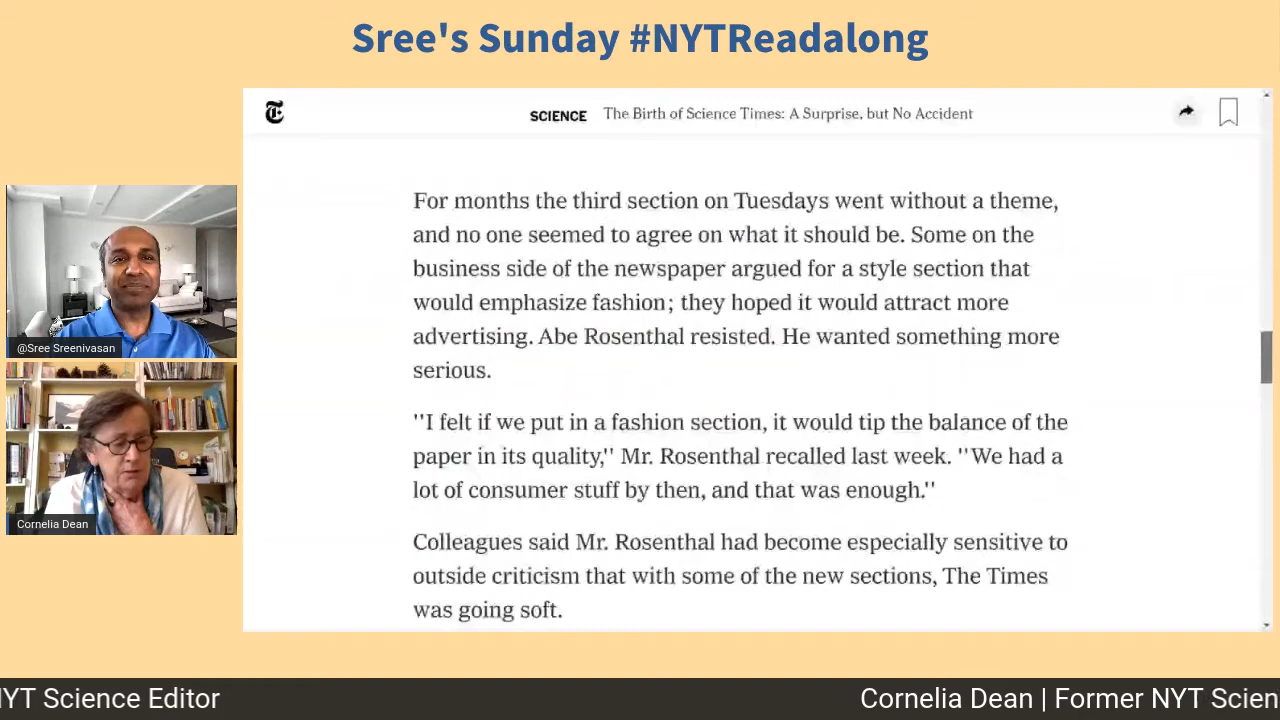 Sree's Sunday #NYTReadalong
SCIENCE The Birth of Science Times: A Surprise, but No Accident
For months the third section on Tuesdays went without a theme,
and no one seemed to agree on what it should be. Some on the
business side of the newspaper argued for a style section that
would emphasize fashion; they hoped it would attract more
advertising. Abe Rosenthal resisted. He wanted something more
serious.
''I felt if we put in a fashion section, it would tip the balance of the
paper in its quality,'' Mr. Rosenthal recalled last week. ''We had a
lot of consumer stuff by then, and that was enough.''
Colleagues said Mr. Rosenthal had become especially sensitive to
outside criticism that with some of the new sections, The Times
was going soft.
@Sree Sreenivasan
Cornelia Dean
NYT Science Editor
Cornelia Dean | Former NYT Scien